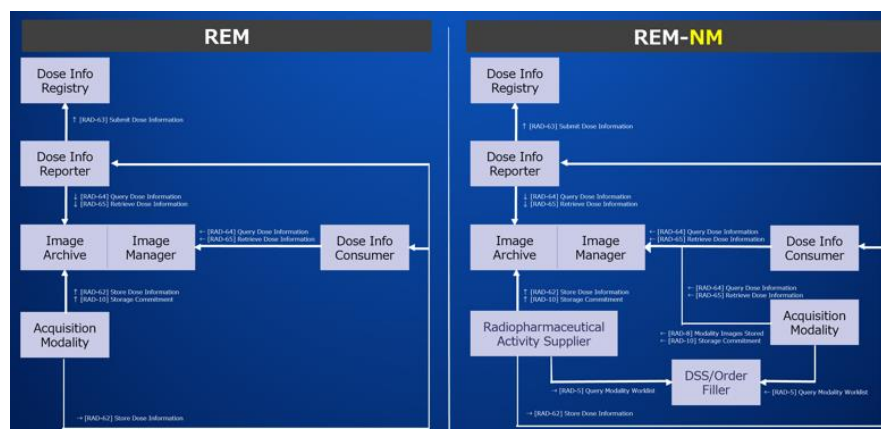 REM
Dose Info
Registry
↑ [RAD-63] Submit Dose Information
Dose Info
Reporter
↓ [RAD-64] Query Dose Information
↓ [RAD-65] Retrieve Dose Information
← [RAD-64] Query Dose Information
← [RAD-65] Retrieve Dose Information
Image
Archive
Image
Manager
Dose Info
Consumer
↑ [RAD-62] Store Dose Information
↑ [RAD-10] Storage Commitment
Acquisition
Modality
→ [RAD-62] Store Dose Information
REM-NM
Dose Info
Registry
↑ [RAD-63] Submit Dose Information
Dose Info
Reporter
↓ [RAD-64] Query Dose Information
↓ [RAD-65] Retrieve Dose Information
← [RAD-64] Query Dose Information
← [RAD-65] Retrieve Dose Information
Image
Archive
Image
Manager
Dose Info
Consumer
← [RAD-64] Query Dose Information
← [RAD-65] Retrieve Dose Information
↑ [RAD-62] Store Dose Information
↑ [RAD-10] Storage Commitment
Radiopharmaceutical
Activity Supplier
Acquisition
Modality
← [RAD-8] Modality Images Stored
← [RAD-10] Storage Commitment
DSS/Order
Filler
→ [RAD-5] Query Modality Worklist
← [RAD-5] Query Modality Worklist
→ [RAD-62] Store Dose Information